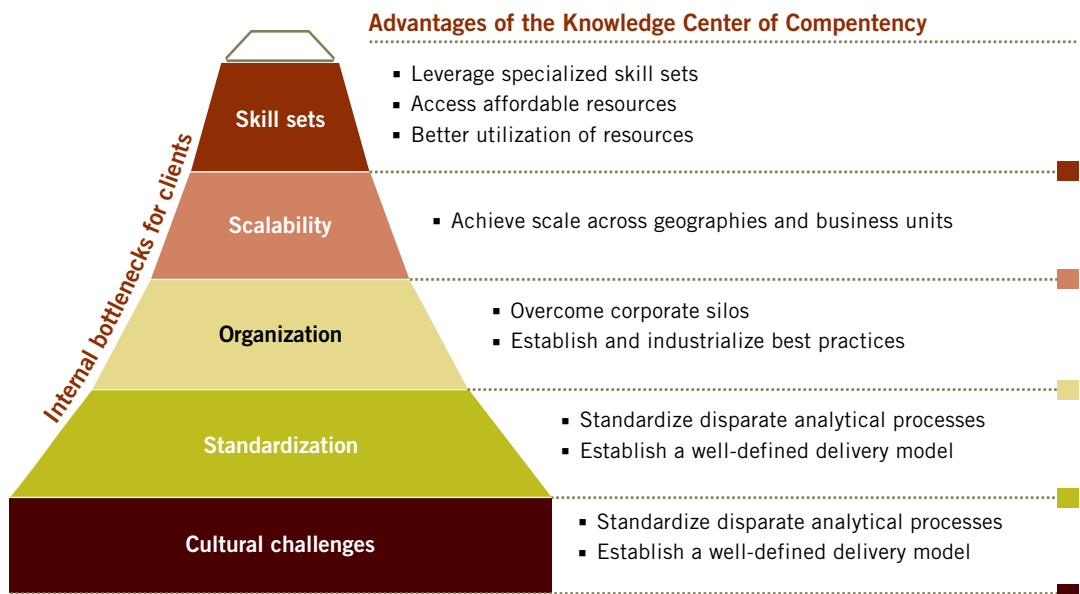 Advantages of the Knowledge Center of Compentency
Internal bottlenecks for clients
Skill sets
▪ Leverage specialized skill sets
▪ Access affordable resources
▪ Better utilization of resources
Scalability
▪ Achieve scale across geographies and business units
Organization
▪ Overcome corporate silos
▪ Establish and industrialize best practices
Standardization
▪ Standardize disparate analytical processes
▪ Establish a well-defined delivery model
Cultural challenges
▪ Standardize disparate analytical processes
▪ Establish a well-defined delivery model